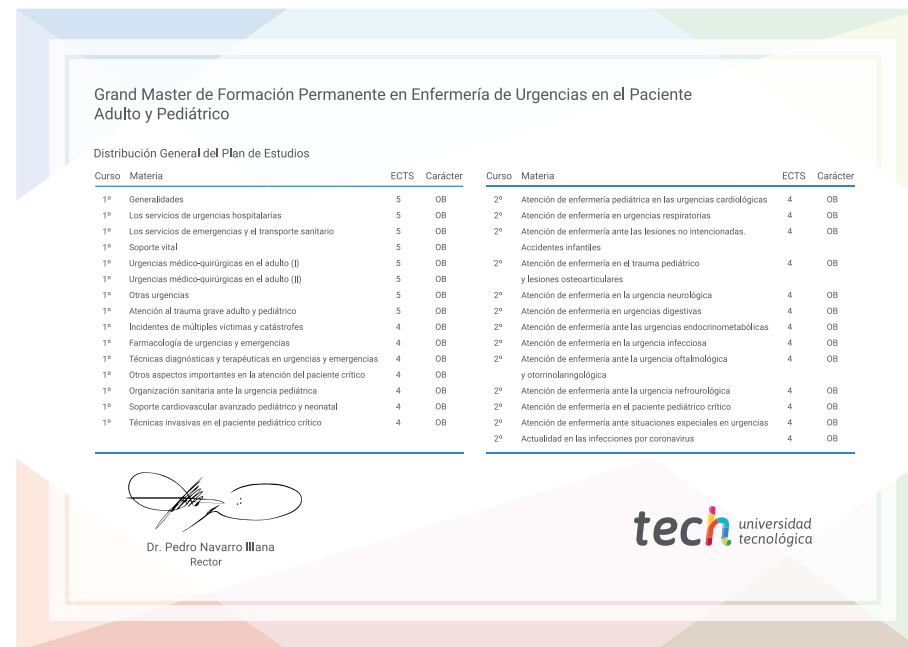 Grand Master de Formación Permanente en Enfermería de Urgencias en el Paciente
Adulto y Pediátrico
Distribución General del Plan de Estudios
Curso Materia ECTS Carácter
1º Generalidades 5 OB
1º Los servicios de urgencias hospitalarias 5 OB
1º Los servicios de emergencias y el transporte sanitario 5 OB
1º Soporte vital 5 OB
1º Urgencias médico-quirúrgicas en el adulto (I) 5 OB
1º Urgencias médico-quirúrgicas en el adulto (II) 5 OB
1º Otras urgencias 5 OB
1º Atención al trauma grave adulto y pediátrico 5 OB
1º Incidentes de múltiples víctimas y catástrofes 4 OB
1º Farmacología de urgencias y emergencias 4 OB
1º Técnicas diagnósticas y terapéuticas en urgencias y emergencias 4 OB
1º Otros aspectos importantes en la atención del paciente crítico 4 OB
1º Organización sanitaria ante la urgencia pediátrica 4 OB
1º Soporte cardiovascular avanzado pediátrico y neonatal 4 OB
1º Técnicas invasivas en el paciente pediátrico crítico 4 OB
Curso Materia ECTS Carácter
2º Atención de enfermería pediátrica en las urgencias cardiológicas 4 OB
2º Atención de enfermería en urgencias respiratorias 4 OB
2º Atención de enfermería ante las lesiones no intencionadas. 4 OB
Accidentes infantiles
2º Atención de enfermería en el trauma pediátrico 4 OB
y lesiones osteoarticulares
2º Atención de enfermería en la urgencia neurológica 4 OB
2º Atención de enfermería en urgencias digestivas 4 OB
2º Atención de enfermería ante las urgencias endocrinometabólicas 4 OB
2º Atención de enfermería en la urgencia infecciosa 4 OB
2º Atención de enfermería ante la urgencia oftalmológica 4 OB
y otorrinolaringológica
2º Atención de enfermería ante la urgencia nefrourológica 4 OB
2º Atención de enfermería en el paciente pediátrico crítico 4 OB
2º Atención de enfermería ante situaciones especiales en urgencias 4 OB
2º Actualidad en las infecciones por coronavirus 4 OB
Dr. Pedro Navarro Illana
Rector
tech universidad
tecnológica